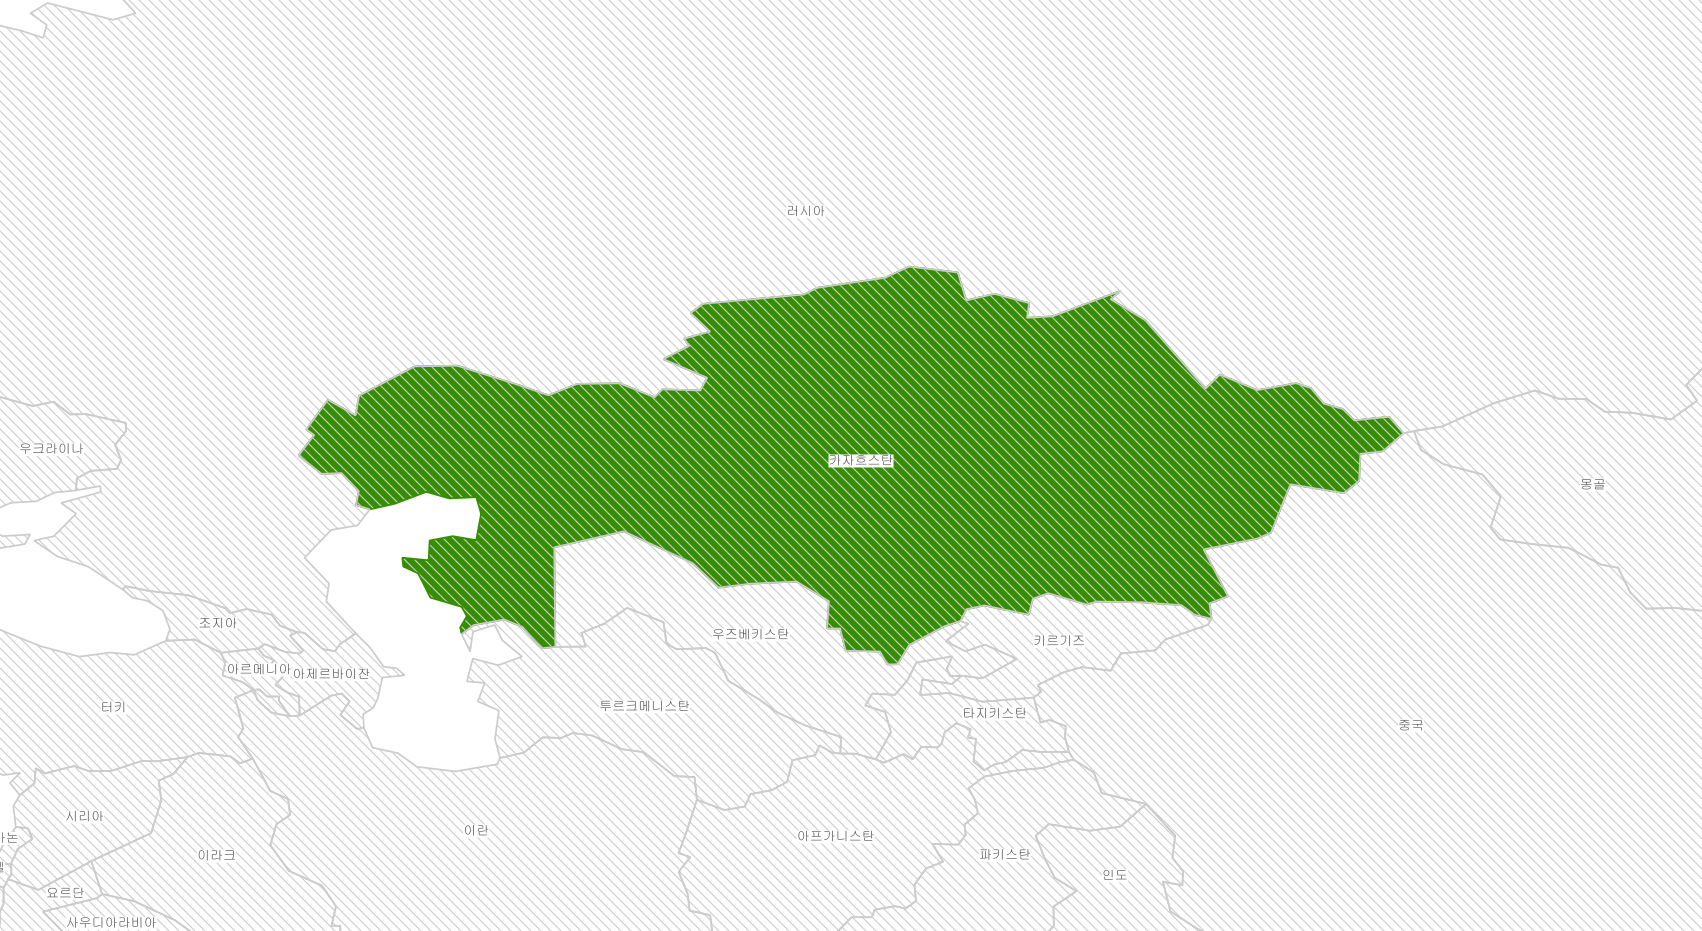 러시아
우크라이나
카자흐스탄
몽골
조지아
우즈베키스탄
키르기즈
아르메니아
아제르바이잔
터키
투르크메니스탄
타지키스탄
중국
시리아
이란
아프가니스탄
이라크
파키스탄
인도
요르단
사우디아라비아